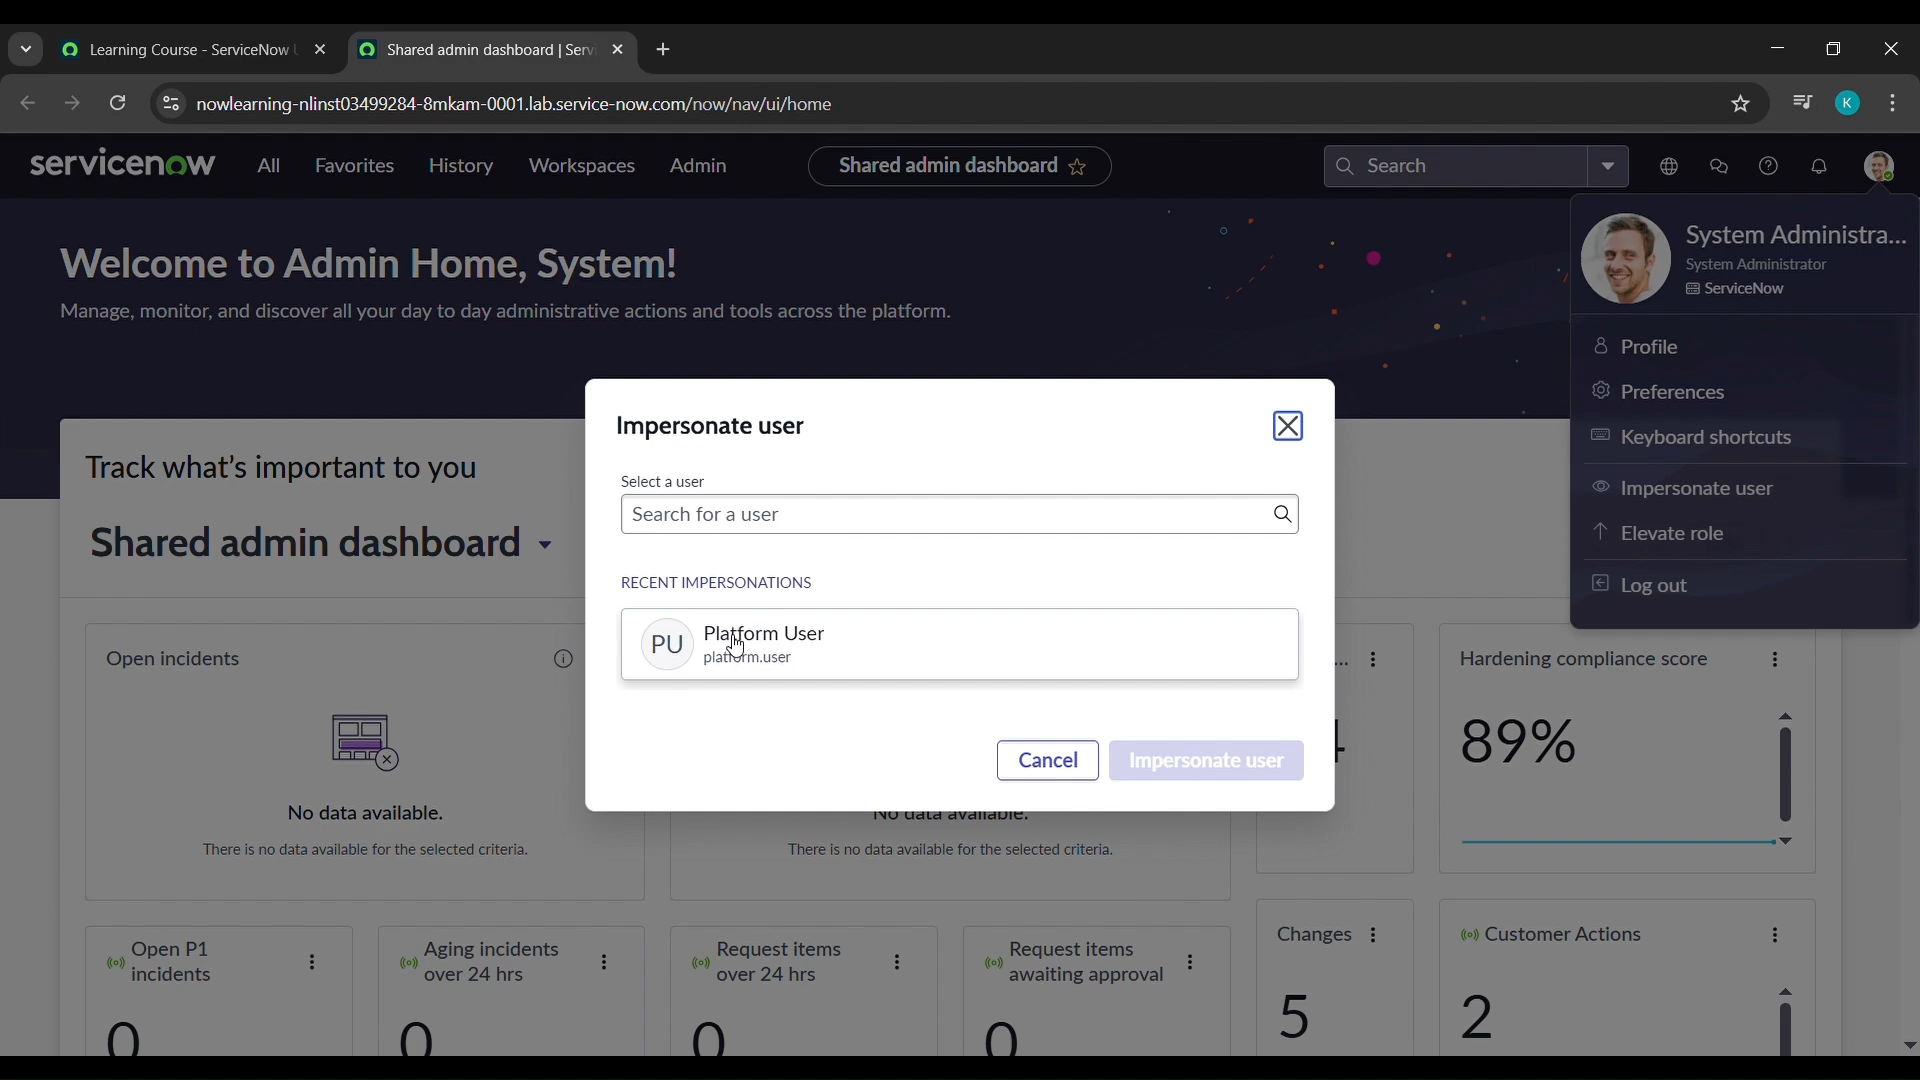 Learning Course - ServiceNow
Shared admin dashboard | Serv
nowlearning-nlinst03499284-8mkam-0001.lab.service-now.com/now/nav/ui/home
K
servicenow
All
Favorites
History
Workspaces
Admin
Shared admin dashboard
Search
Welcome to Admin Home, System!
Manage, monitor, and discover all your day to day administrative actions and tools across the platform.
System Administra...
System Administrator
ServiceNow
Profile
Preferences
Keyboard shortcuts
Impersonate user
Elevate role
Log out
Track what's important to you
Shared admin dashboard
Impersonate user
Select a user
Search for a user
RECENT IMPERSONATIONS
PU
Platform User
platform.user
Cancel
Impersonate user
Open incidents
No data available.
There is no data available for the selected criteria.
No data available.
There is no data available for the selected criteria.
...
Hardening compliance score
89%
Open P1
incidents
0
Aging incidents
over 24 hrs
0
Request items
over 24 hrs
0
Request items
awaiting approval
0
Changes
5
Customer Actions
2